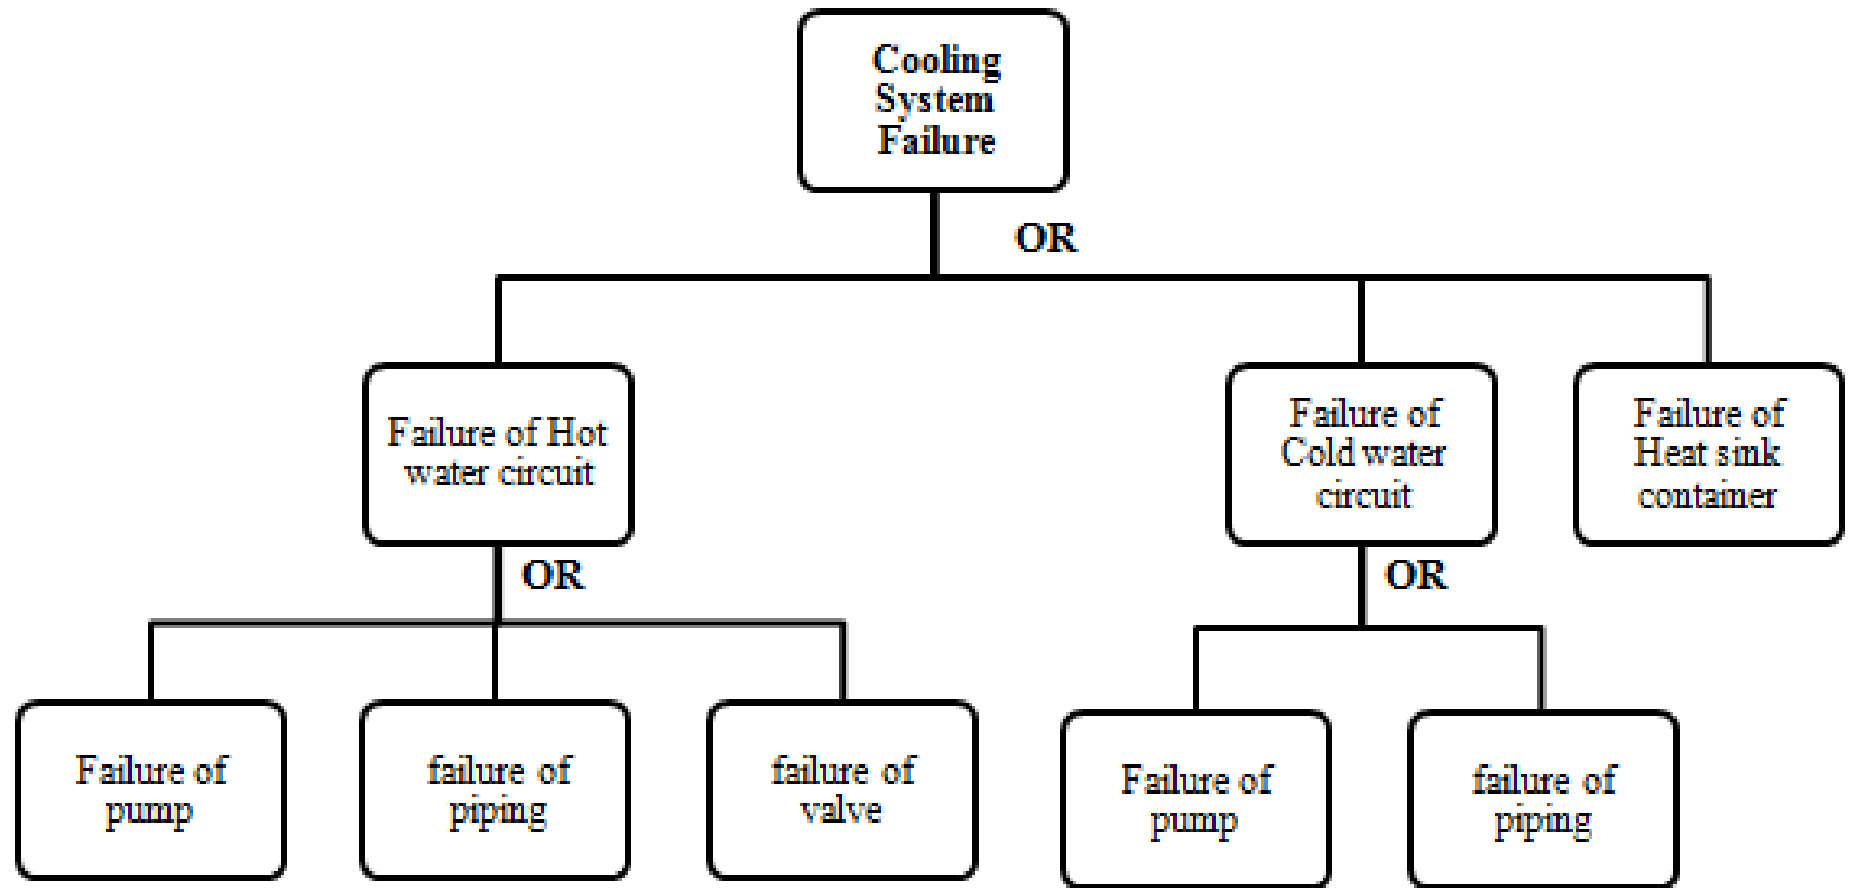 Cooling
System
Failure
OR
Failure of Hot
water circuit
Failure of
Cold water
circuit
Failure of
Heat sink
container
OR
OR
Failure of
pump
failure of
piping
failure of
valve
Failure of
pump
failure of
piping